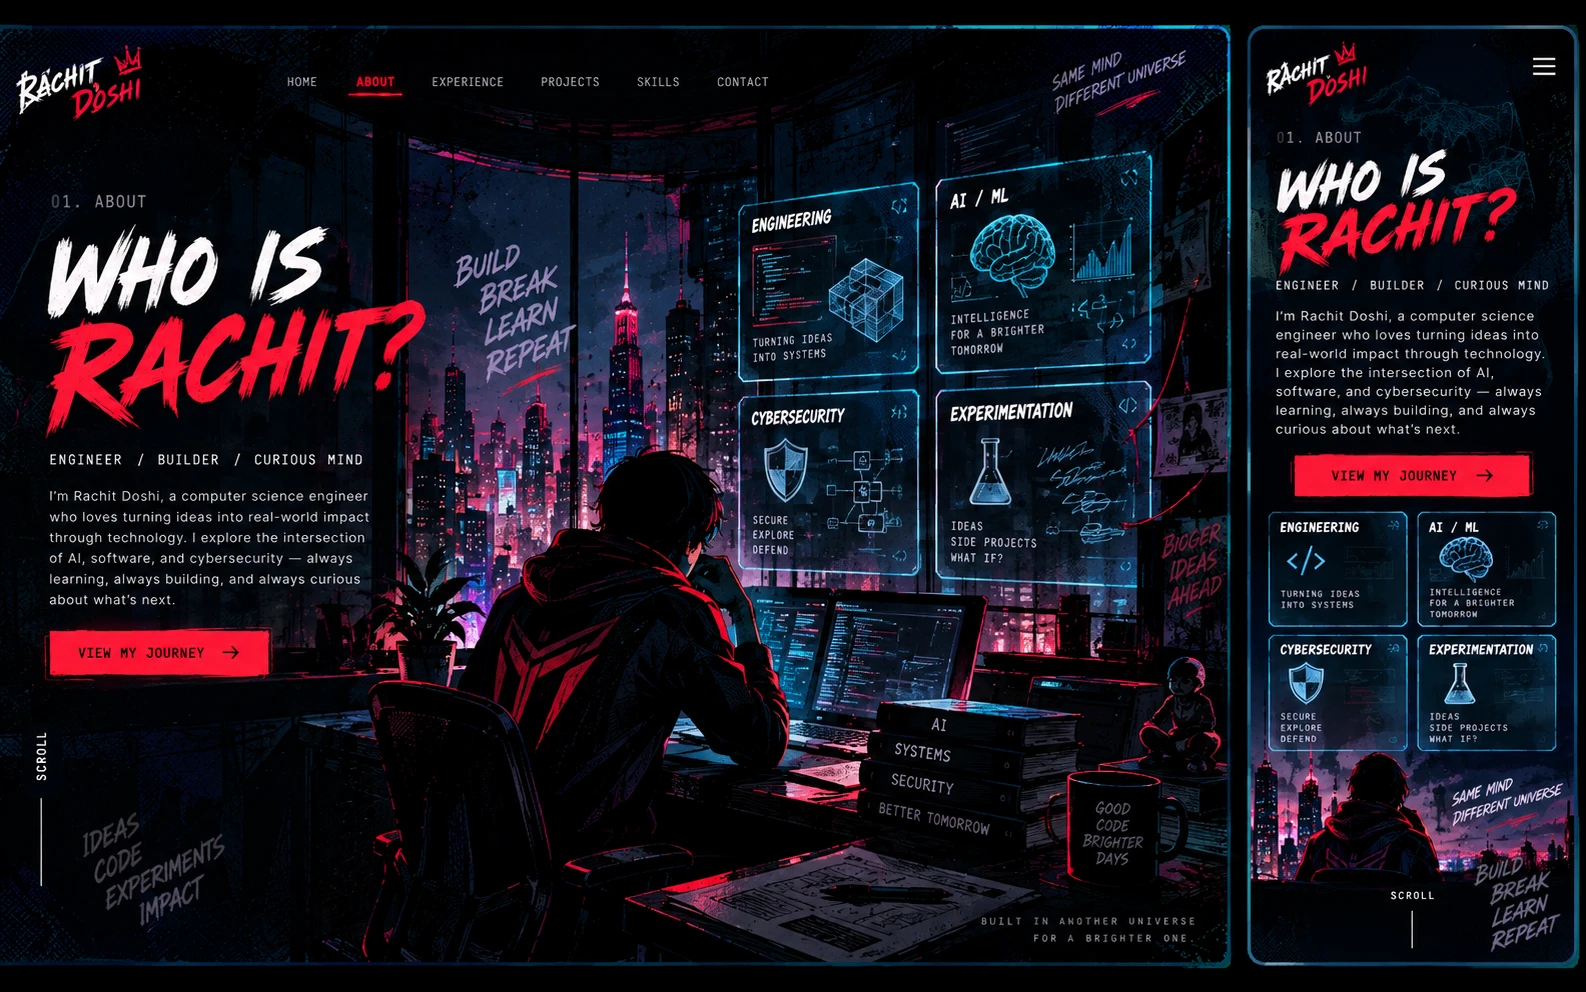 RACHIT
DOSHI
HOME
ABOUT
EXPERIENCE
PROJECTS
SKILLS
CONTACT
SAME MIND
DIFFERENT UNIVERSE
01. ABOUT
WHO IS
RACHIT?
ENGINEER / BUILDER / CURIOUS MIND
I'm Rachit Doshi, a computer science engineer
who loves turning ideas into real-world impact
through technology. I explore the intersection
of AI, software, and cybersecurity — always
learning, always building, and always curious
about what's next.
VIEW MY JOURNEY →
SCROLL
IDEAS
CODE
EXPERIMENTS
IMPACT
BUILD
BREAK
LEARN
REPEAT
ENGINEERING
TURNING IDEAS
INTO SYSTEMS
AI / ML
INTELLIGENCE
FOR A BRIGHTER
TOMORROW
CYBERSECURITY
SECURE
EXPLORE
DEFEND
EXPERIMENTATION
</>
IDEAS
SIDE PROJECTS
WHAT IF?
BIGGER
IDEAS
AHEAD
AI
SYSTEMS
SECURITY
BETTER TOMORROW
GOOD
CODE
BRIGHTER
DAYS
BUILT IN ANOTHER UNIVERSE
FOR A BRIGHTER ONE.
RACHIT
DOSHI
01. ABOUT
WHO IS
RACHIT?
ENGINEER / BUILDER / CURIOUS MIND
I'm Rachit Doshi, a computer science
engineer who loves turning ideas into
real-world impact through technology.
I explore the intersection of AI,
software, and cybersecurity — always
learning, always building, and always
curious about what's next.
VIEW MY JOURNEY →
ENGINEERING
</>
TURNING IDEAS
INTO SYSTEMS
AI / ML
INTELLIGENCE
FOR A BRIGHTER
TOMORROW
CYBERSECURITY
SECURE
EXPLORE
DEFEND
EXPERIMENTATION
IDEAS
SIDE PROJECTS
WHAT IF?
SAME MIND
DIFFERENT UNIVERSE
BUILD
BREAK
LEARN
REPEAT
SCROLL